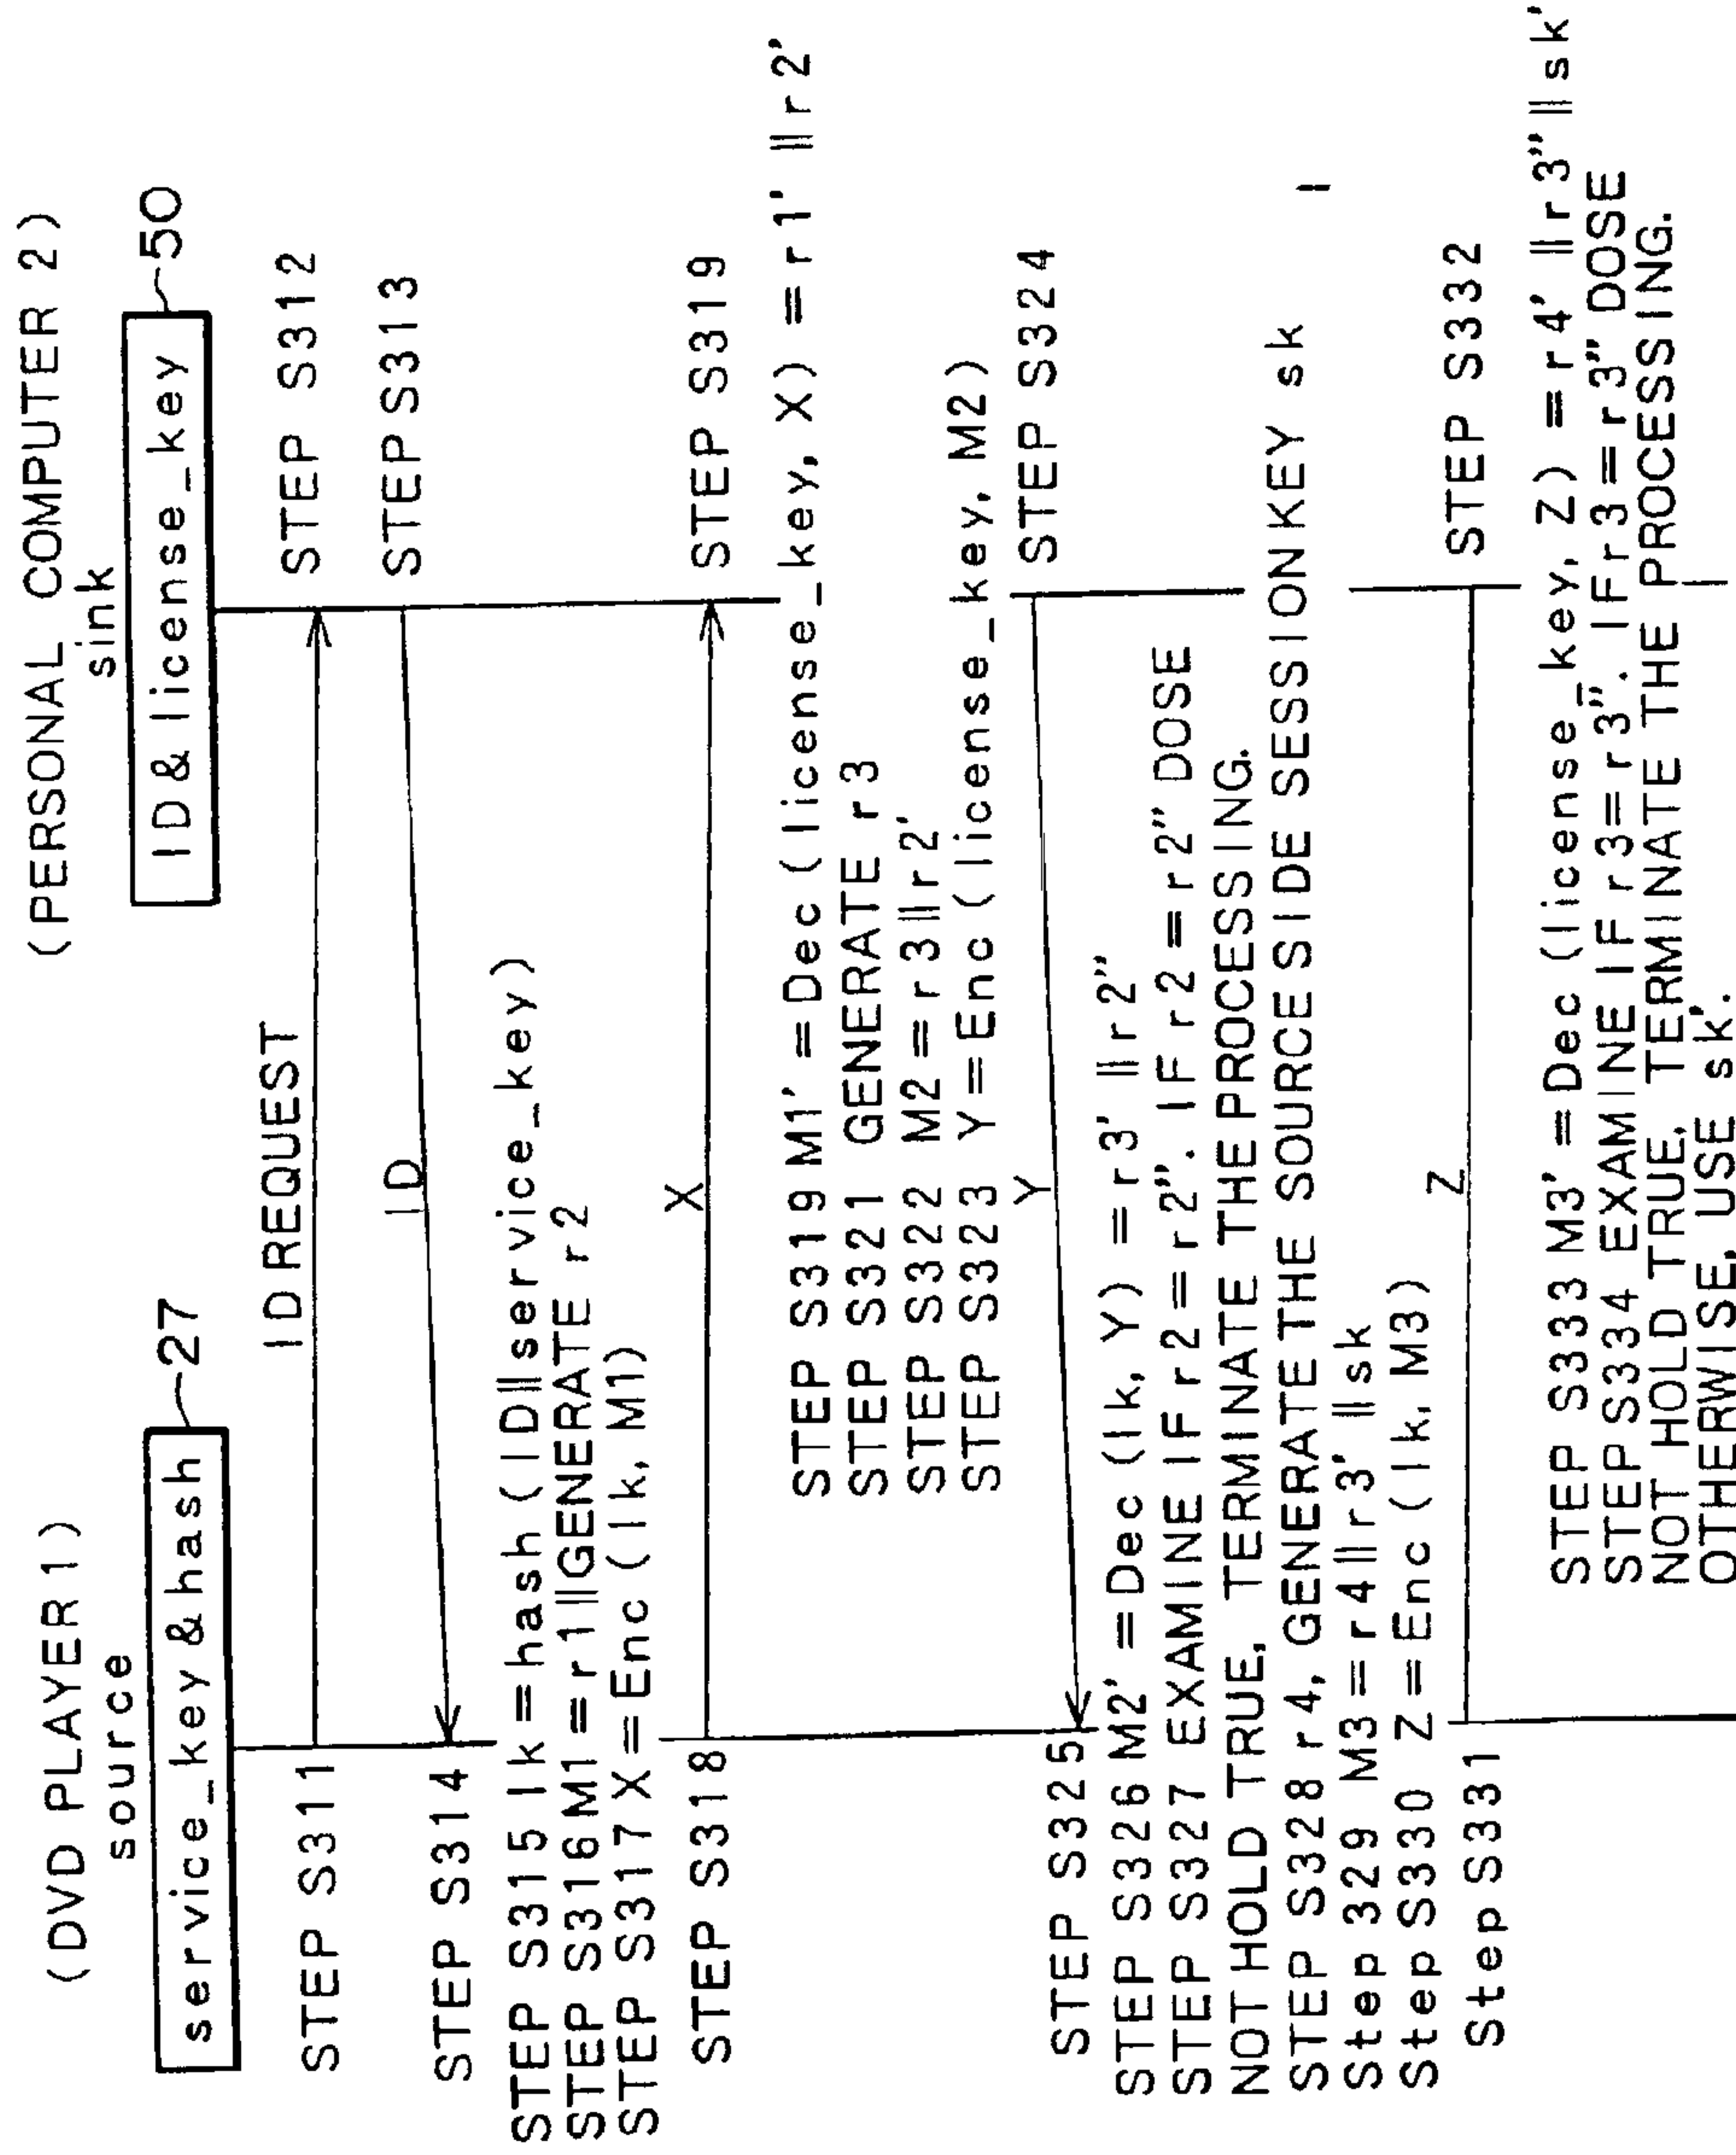 (DVD PLAYER 1)
source
service_key & hash
27
(PERSONAL COMPUTER 2)
sink
ID & license_key
50
STEP S311
ID REQUEST
STEP S312
STEP S313
ID
STEP S314
STEP S315 lk = hash (ID‖service_key)
STEP S316 M1 = r1‖GENERATE r2
STEP S317 X = Enc (lk, M1)
STEP S318
X
STEP S319
STEP S319 M1' = Dec (license_key, X) = r1' ‖ r2'
STEP S321 GENERATE r3
STEP S322 M2 = r3‖r2'
STEP S323 Y = Enc (license_key, M2)
Y
STEP S324
STEP S325
STEP S326 M2' = Dec (lk, Y) = r3' ‖ r2"
STEP S327 EXAMINE IF r2 = r2". IF r2 = r2" DOSE
NOT HOLD TRUE, TERMINATE THE PROCESSING.
STEP S328 r4, GENERATE THE SOURCE SIDE SESSION KEY sk
Step 329 M3 = r4‖r3' ‖sk
Step S330 Z = Enc (lk, M3)
Step S331
Z
STEP S332
STEP S333 M3' = Dec (license_key, Z) = r4' ‖r3" ‖sk'
STEP S334 EXAMINE IF r3 = r3". IF r3 = r3" DOSE
NOT HOLD TRUE, TERMINATE THE PROCESSING.
OTHERWISE, USE sk'.